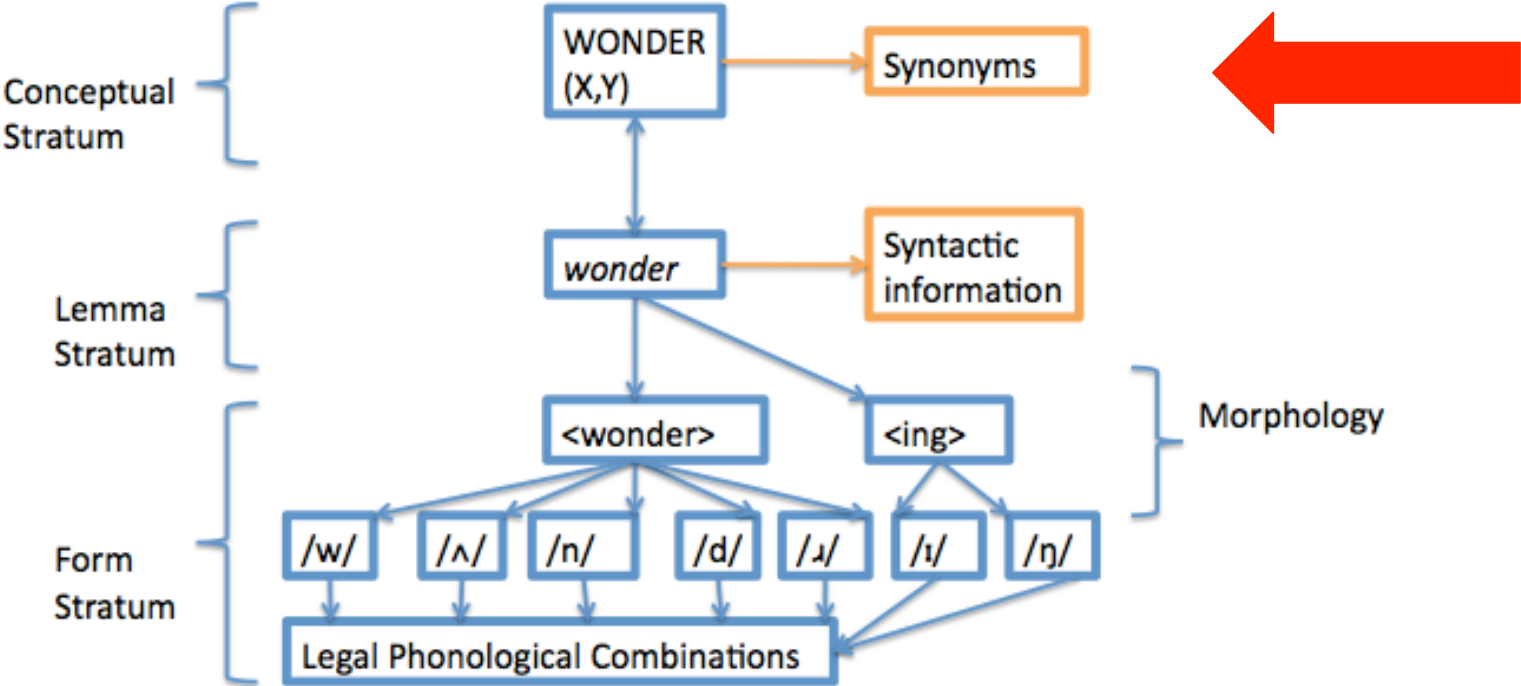 WONDER
(X,Y)
Synonyms
Conceptual
Stratum
wonder
Syntactic
information
Lemma
Stratum
<wonder>
<ing>
Morphology
/w/
/ʌ/
/n/
/d/
/ɹ/
/ɪ/
/ŋ/
Form
Stratum
Legal Phonological Combinations